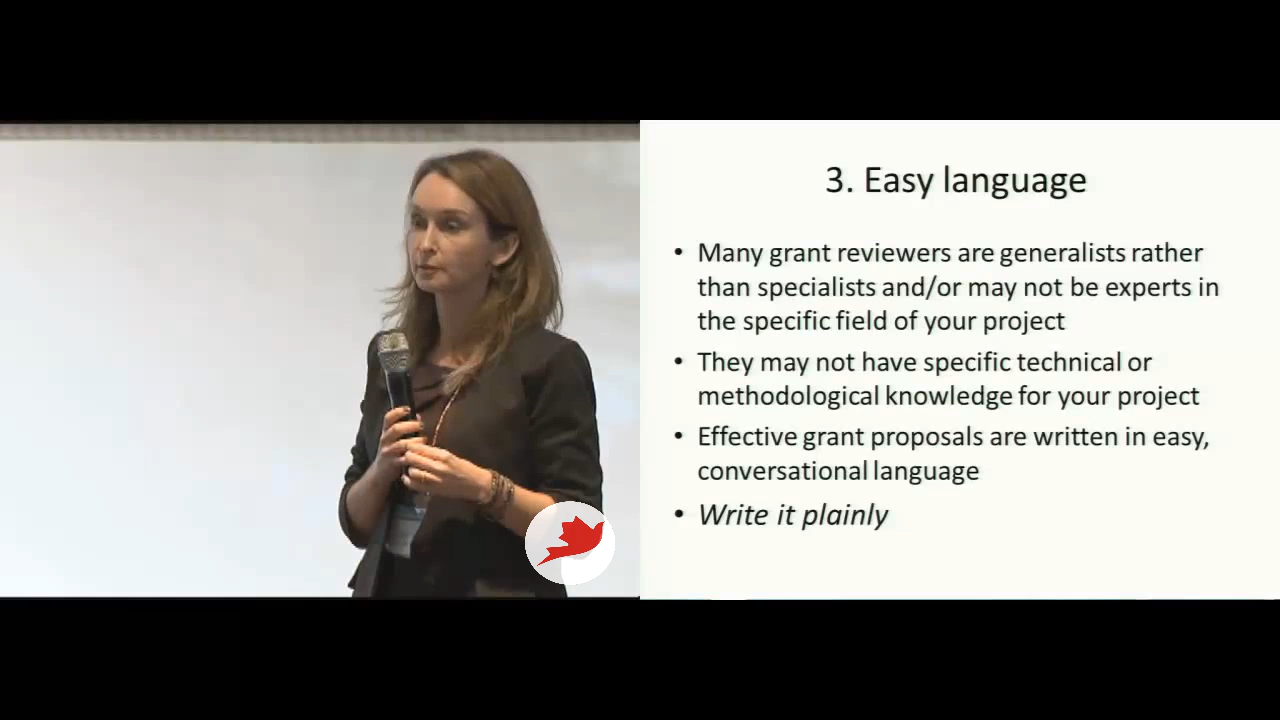 3. Easy language
• Many grant reviewers are generalists rather
than specialists and/or may not be experts in
the specific field of your project
• They may not have specific technical or
methodological knowledge for your project
• Effective grant proposals are written in easy,
conversational language
• Write it plainly